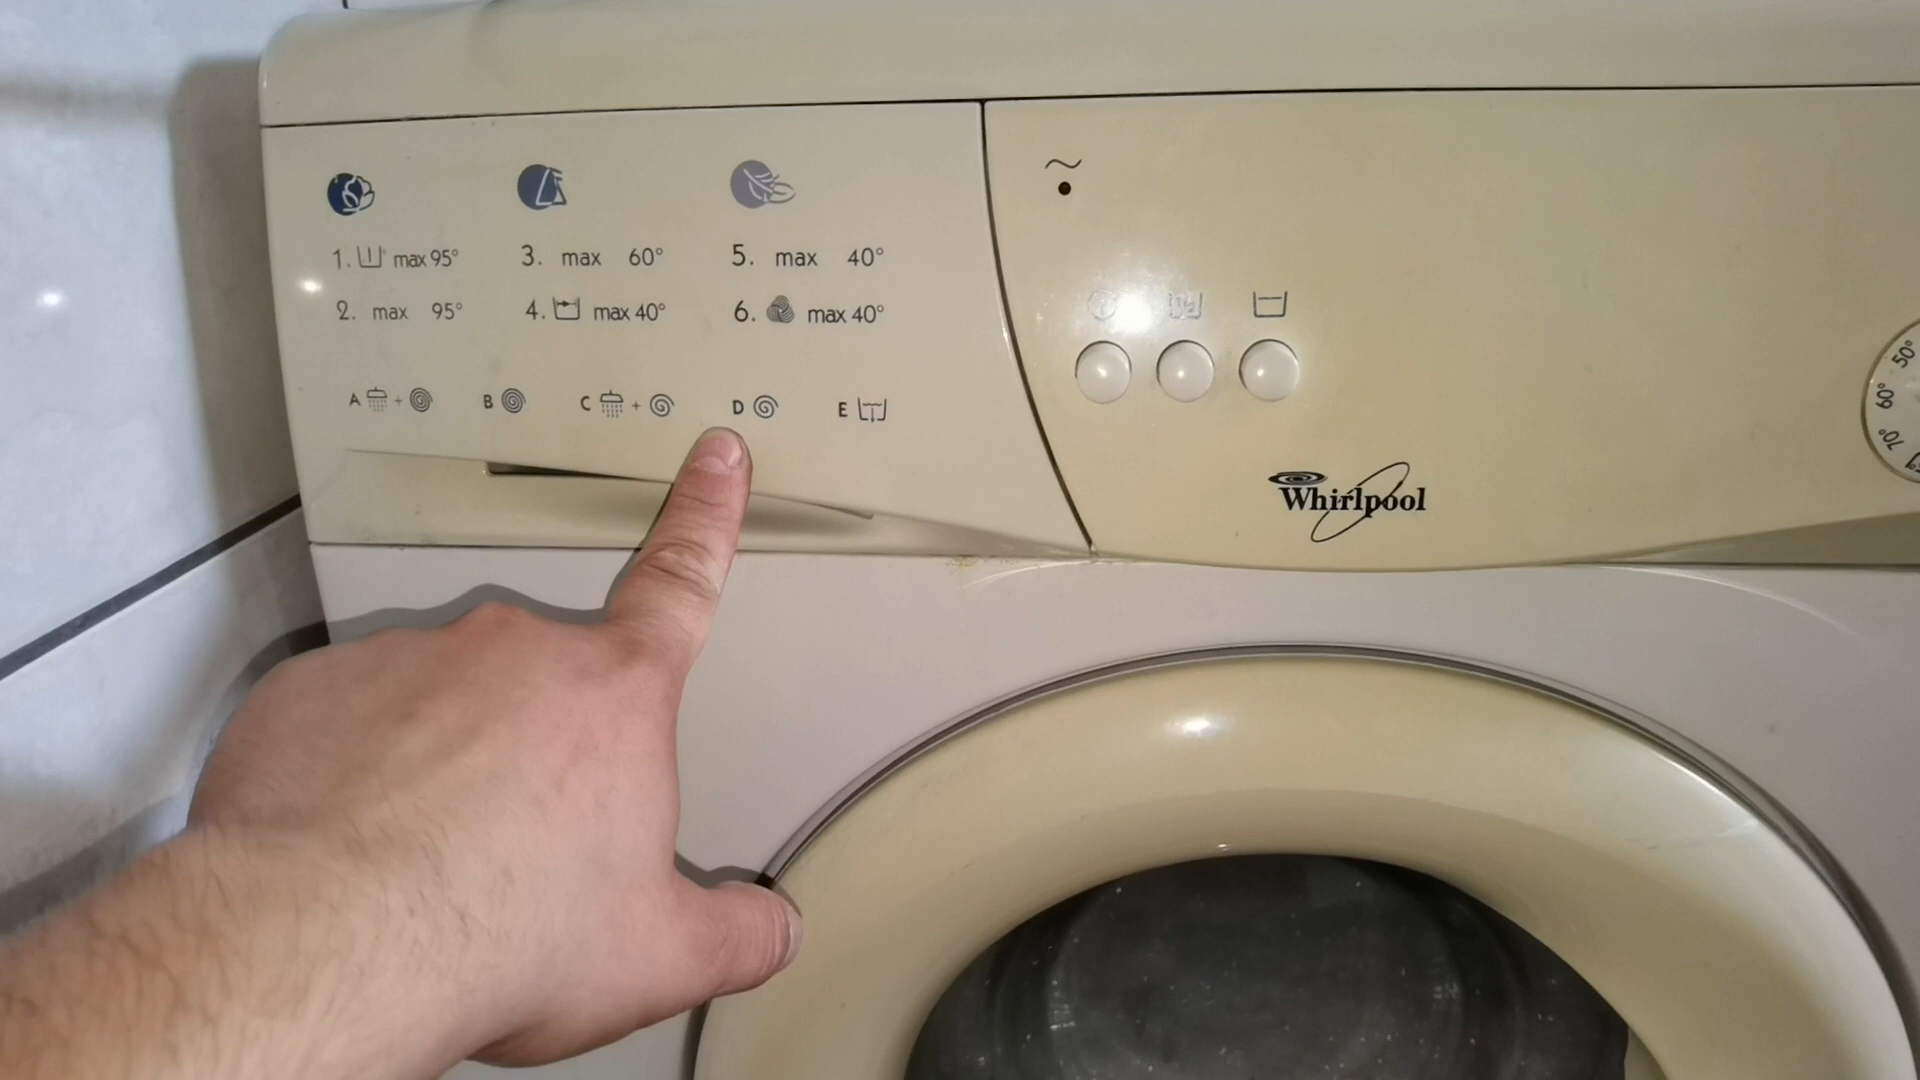 1. max 95°
3. max 60°
5. max 40°
2. max 95°
4. max 40°
6. max 40°
A + B C + D E
Whirlpool
50°
60°
70°